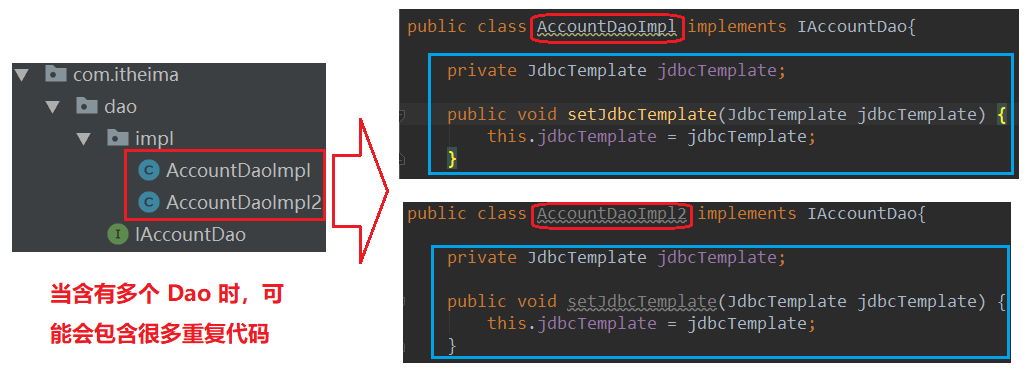 com.itheima
dao
impl
C AccountDaoImpl
C AccountDaoImpl2
I IAccountDao
当含有多个 Dao 时，可
能会包含很多重复代码
public class AccountDaoImpl implements IAccountDao{
private JdbcTemplate jdbcTemplate;
public void setJdbcTemplate(JdbcTemplate jdbcTemplate) {
this.jdbcTemplate = jdbcTemplate;
}
public class AccountDaoImpl2 implements IAccountDao{
private JdbcTemplate jdbcTemplate;
public void setJdbcTemplate(JdbcTemplate jdbcTemplate) {
this.jdbcTemplate = jdbcTemplate;
}